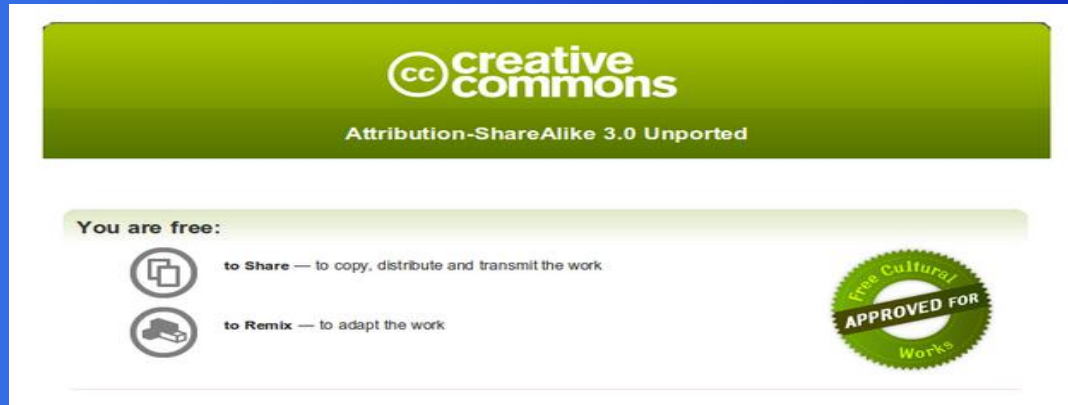 cc creative
commons
Attribution-ShareAlike 3.0 Unported
You are free:
to Share — to copy, distribute and transmit the work
to Remix — to adapt the work
Free Cultural
APPROVED FOR
Works